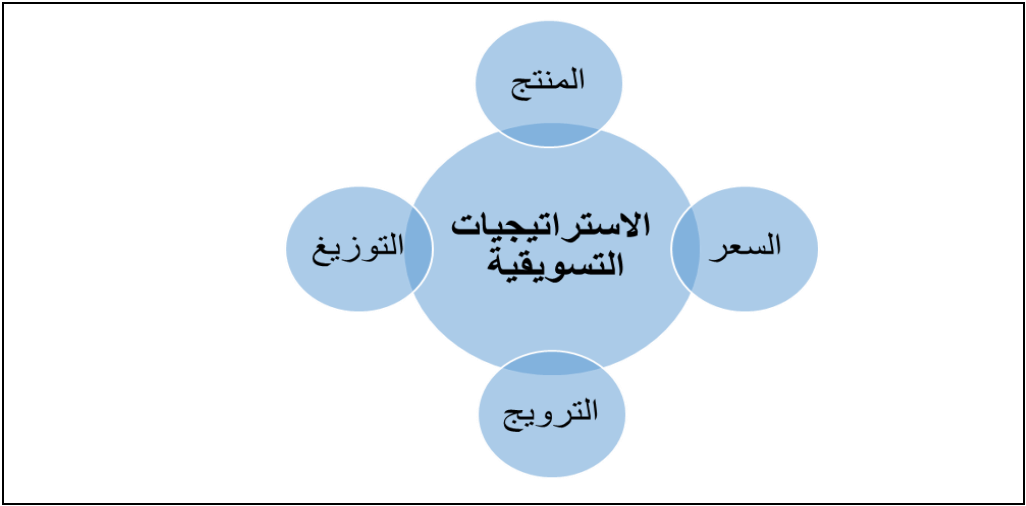 المنتج
الاستراتيجيات
التسويقية
السعر
التوزيغ
الترويج